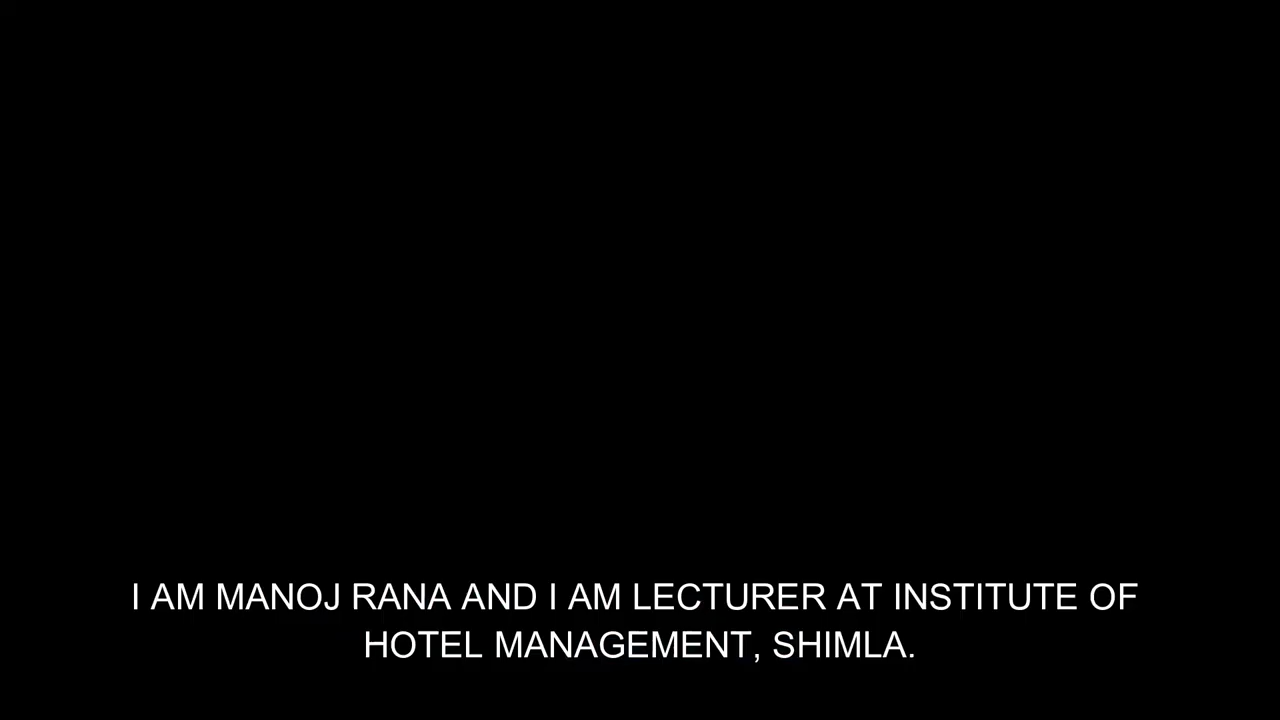 I AM MANOJ RANA AND I AM LECTURER AT INSTITUTE OF
HOTEL MANAGEMENT, SHIMLA.